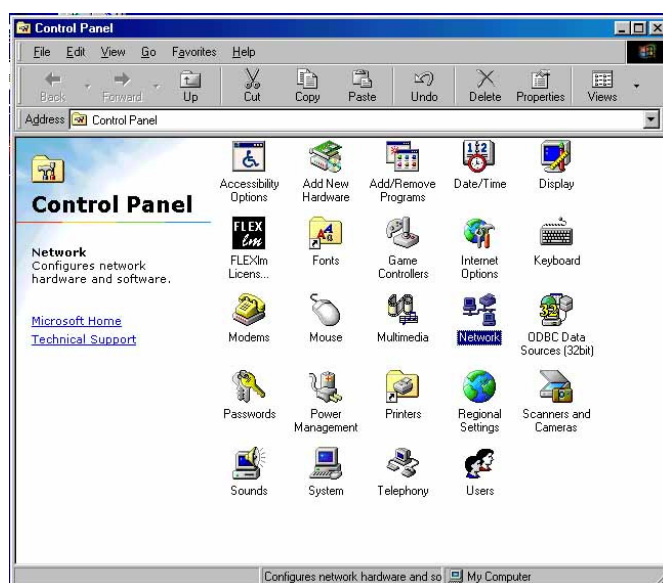 Control Panel
File Edit View Go Favorites Help
Back Forward Up Cut Copy Paste Undo Delete Properties Views
Address Control Panel
Control Panel
Network
Configures network
hardware and software.
Microsoft Home
Technical Support
Accessibility
Options
Add New
Hardware
Add/Remove
Programs
Date/Time
Display
FLEX
lm
FLEXlm
Licens...
Fonts
Game
Controllers
Internet
Options
Keyboard
Modems
Mouse
Multimedia
Network
ODBC Data
Sources (32bit)
Passwords
Power
Management
Printers
Regional
Settings
Scanners and
Cameras
Sounds
System
Telephony
Users
Configures network hardware and so My Computer